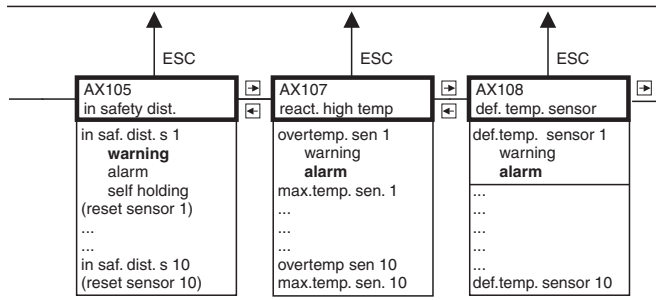 ESC
ESC
ESC
AX105
in safety dist.
in saf. dist. s 1
warning
alarm
self holding
(reset sensor 1)
...
...
in saf. dist. s 10
(reset sensor 10)
AX107
react. high temp
overtemp. sen 1
warning
alarm
max.temp. sen. 1
...
...
...
overtemp sen 10
max.temp. sen. 10
AX108
def. temp. sensor
def.temp. sensor 1
warning
alarm
...
...
...
...
def.temp. sensor 10